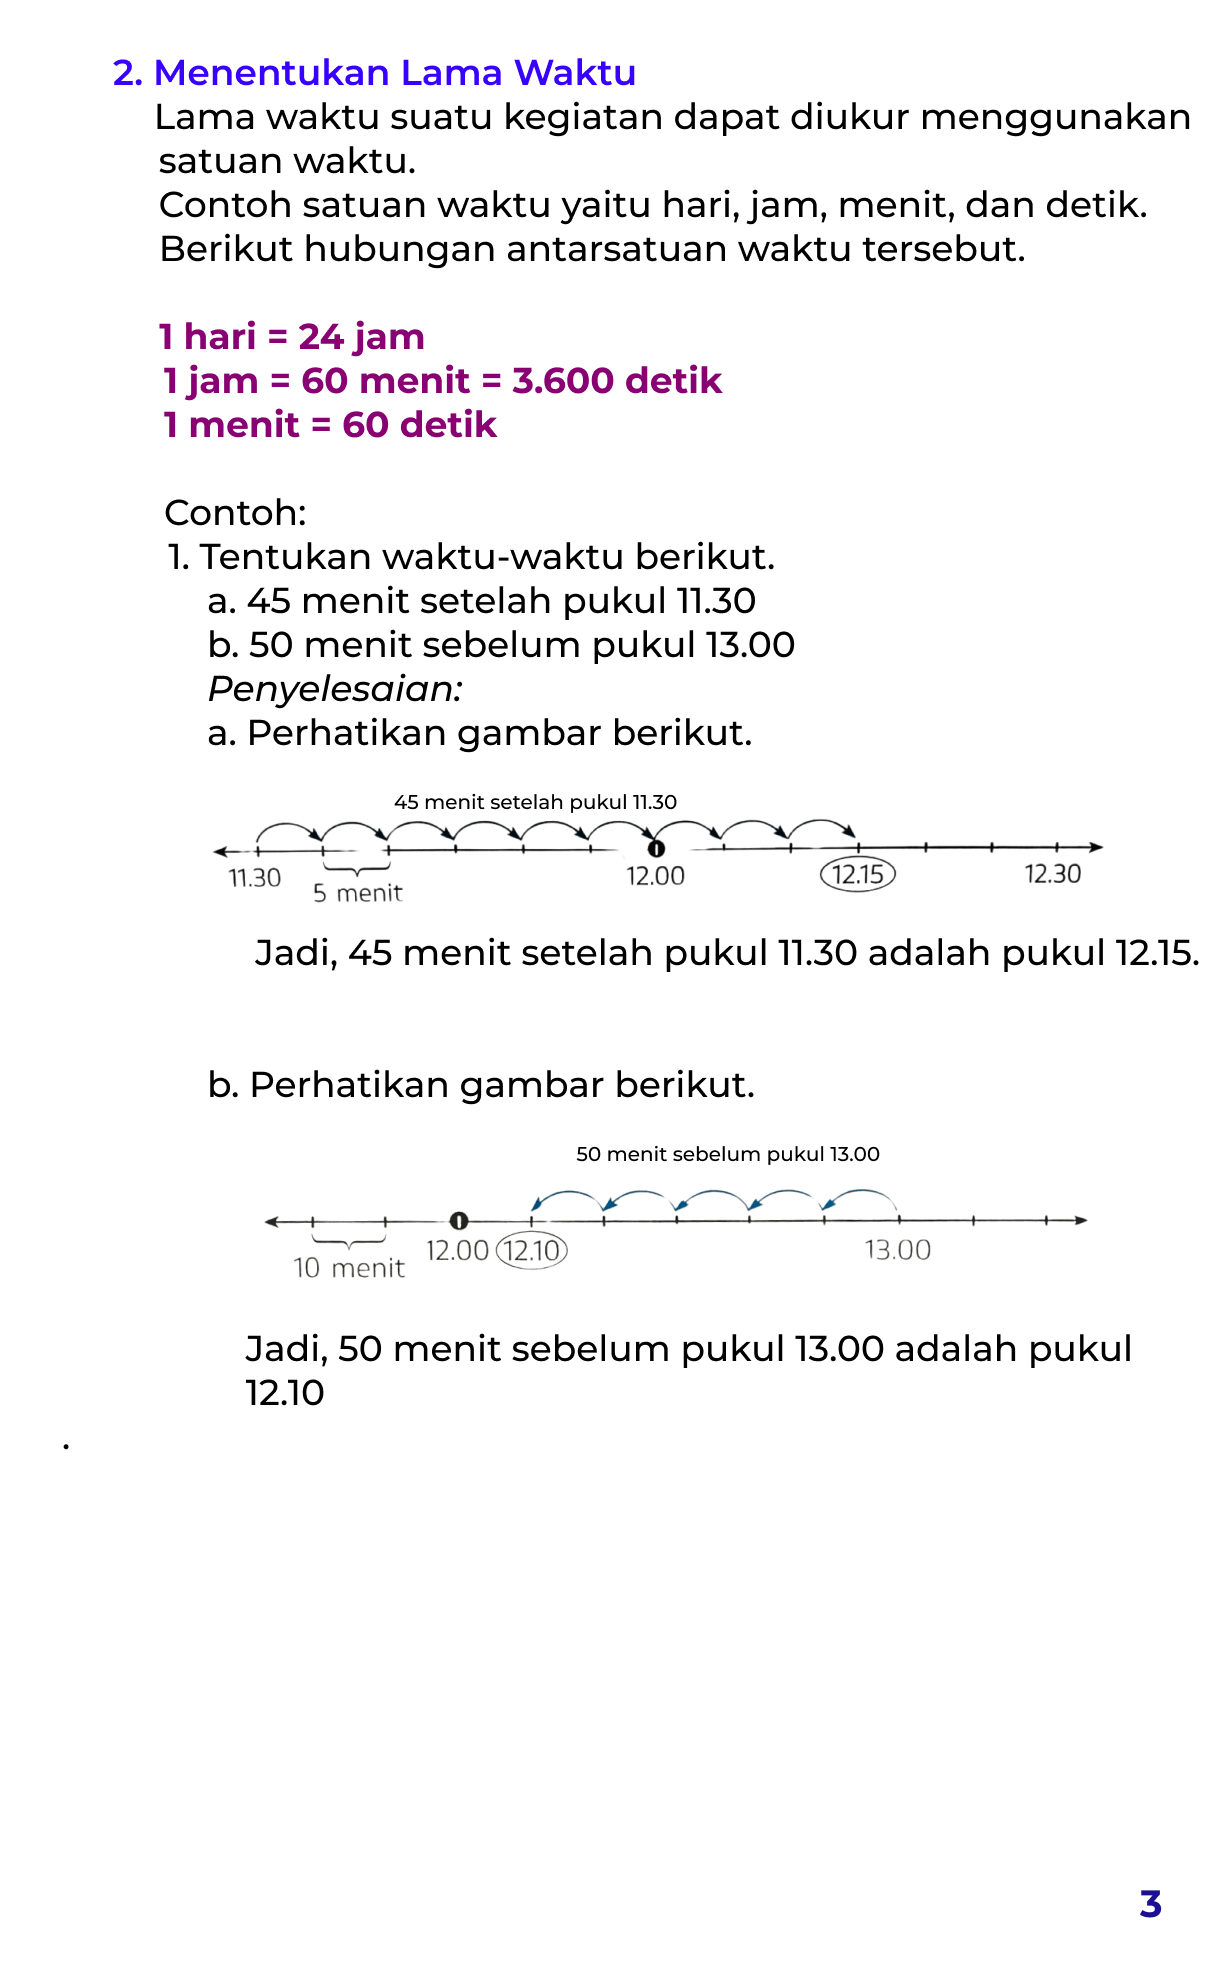 2. Menentukan Lama Waktu
Lama waktu suatu kegiatan dapat diukur menggunakan
satuan waktu.
Contoh satuan waktu yaitu hari, jam, menit, dan detik.
Berikut hubungan antarsatuan waktu tersebut.
1 hari = 24 jam
1 jam = 60 menit = 3.600 detik
1 menit = 60 detik
Contoh:
1. Tentukan waktu-waktu berikut.
a. 45 menit setelah pukul 11.30
b. 50 menit sebelum pukul 13.00
Penyelesaian:
a. Perhatikan gambar berikut.
45 menit setelah pukul 11.30
11.30 5 menit 12.00 12.15 12.30
Jadi, 45 menit setelah pukul 11.30 adalah pukul 12.15.
b. Perhatikan gambar berikut.
50 menit sebelum pukul 13.00
10 menit 12.00 12.10 13.00
Jadi, 50 menit sebelum pukul 13.00 adalah pukul
12.10
.
3